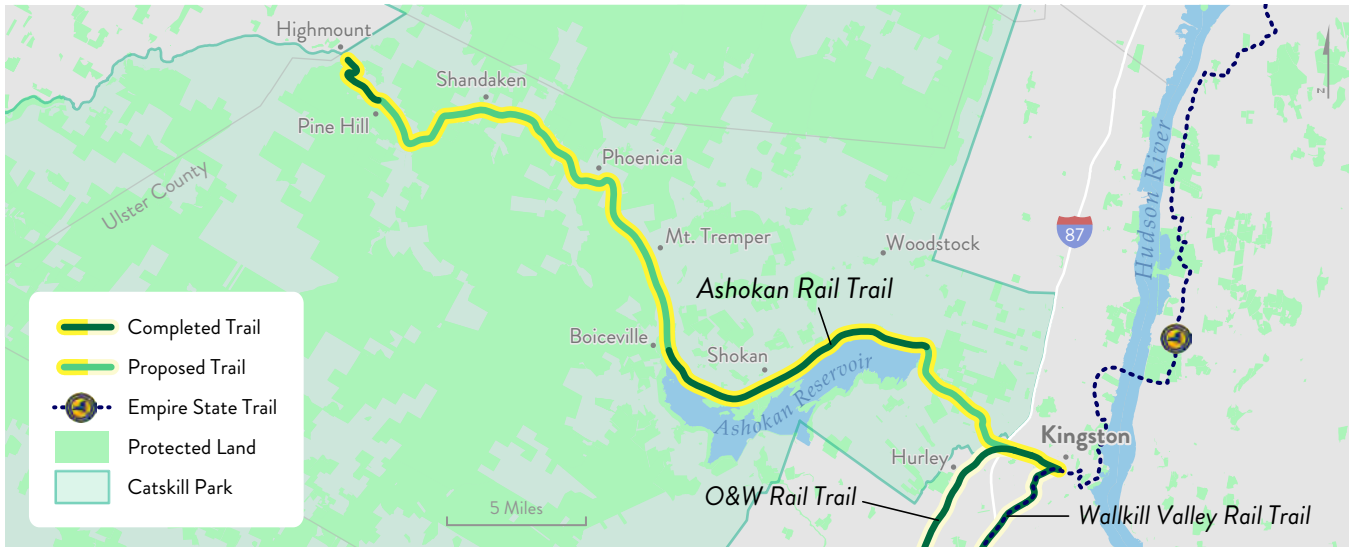 Highmount
Shandaken
Pine Hill
Phoenicia
Ulster County
Mt. Tremper
Woodstock
87
Hudson River
N
Ashokan Rail Trail
Boiceville
Shokan
Ashokan Reservoir
Kingston
Hurley
O&W Rail Trail
Wallkill Valley Rail Trail
5 Miles
Completed Trail
Proposed Trail
Empire State Trail
Protected Land
Catskill Park